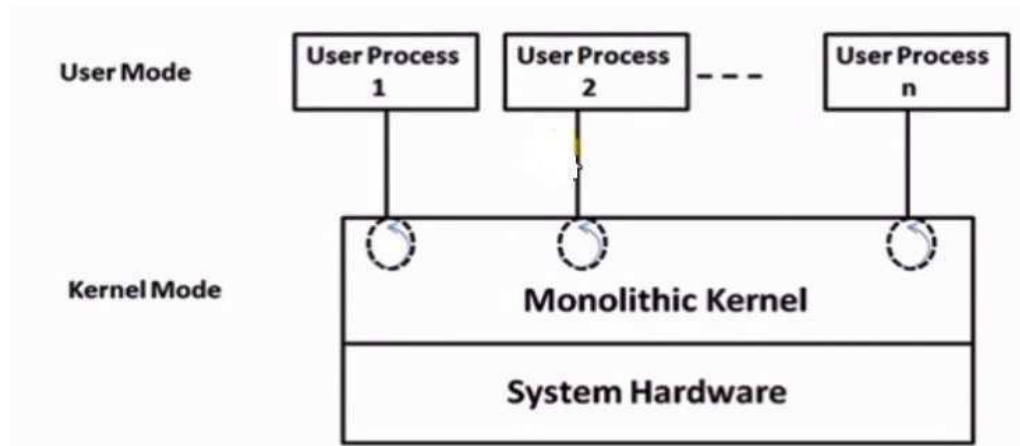 User Mode
User Process
1
User Process
2
User Process
n
Kernel Mode
Monolithic Kernel
System Hardware